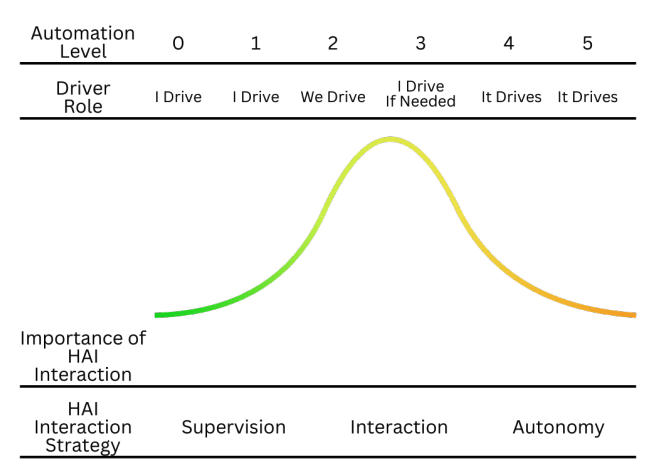 Automation Level 0 1 2 3 4 5
Driver Role I Drive I Drive We Drive I Drive If Needed It Drives It Drives
Importance of
HAI
Interaction
HAI Interaction Strategy Supervision Interaction Autonomy